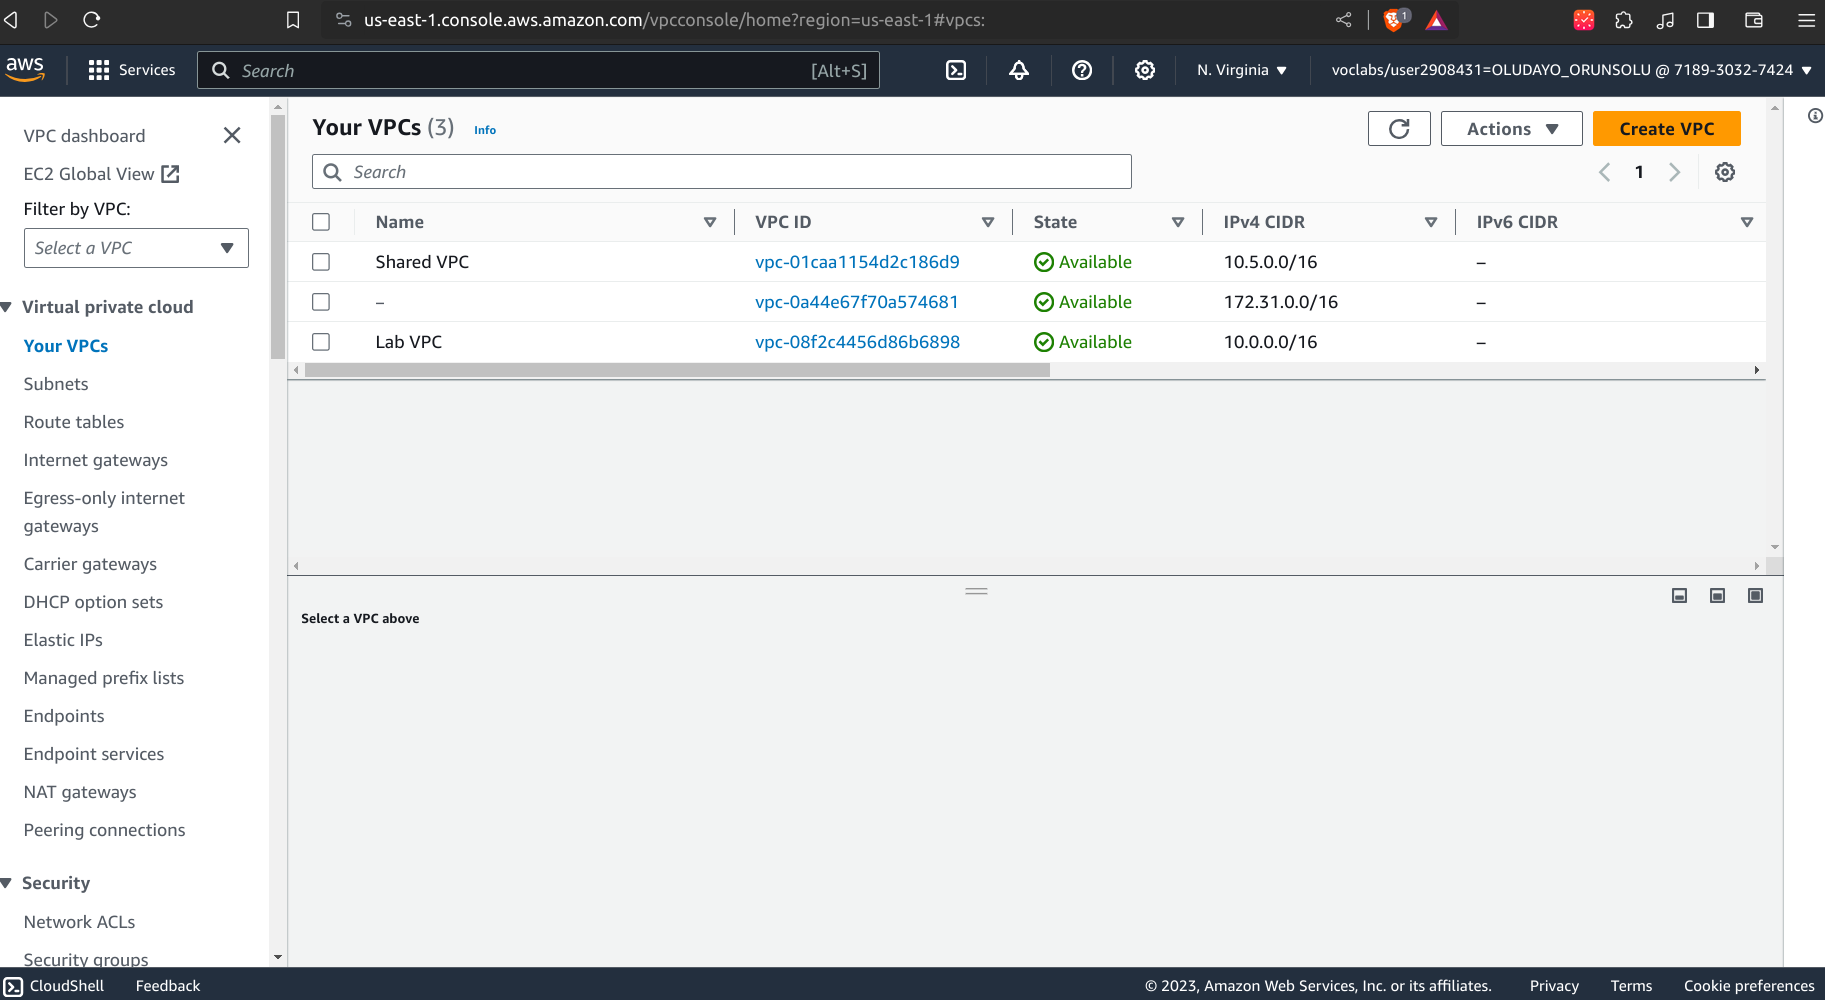 us-east-1.console.aws.amazon.com/vpcconsole/home?region=us-east-1#vpcs:
1
aws
Services
Search
[Alt+S]
N. Virginia
voclabs/user2908431=OLUDAYO_ORUNSOLU @ 7189-3032-7424
VPC dashboard
EC2 Global View
Filter by VPC:
Select a VPC
Virtual private cloud
Your VPCs
Subnets
Route tables
Internet gateways
Egress-only internet
gateways
Carrier gateways
DHCP option sets
Elastic IPs
Managed prefix lists
Endpoints
Endpoint services
NAT gateways
Peering connections
Security
Network ACLs
Security groups
Your VPCs (3) Info
Actions
Create VPC
Search
1
Name VPC ID State IPv4 CIDR IPv6 CIDR
Shared VPC vpc-01caa1154d2c186d9 Available 10.5.0.0/16 –
– vpc-0a44e67f70a574681 Available 172.31.0.0/16 –
Lab VPC vpc-08f2c4456d86b6898 Available 10.0.0.0/16 –
Select a VPC above
CloudShell Feedback © 2023, Amazon Web Services, Inc. or its affiliates. Privacy Terms Cookie preferences